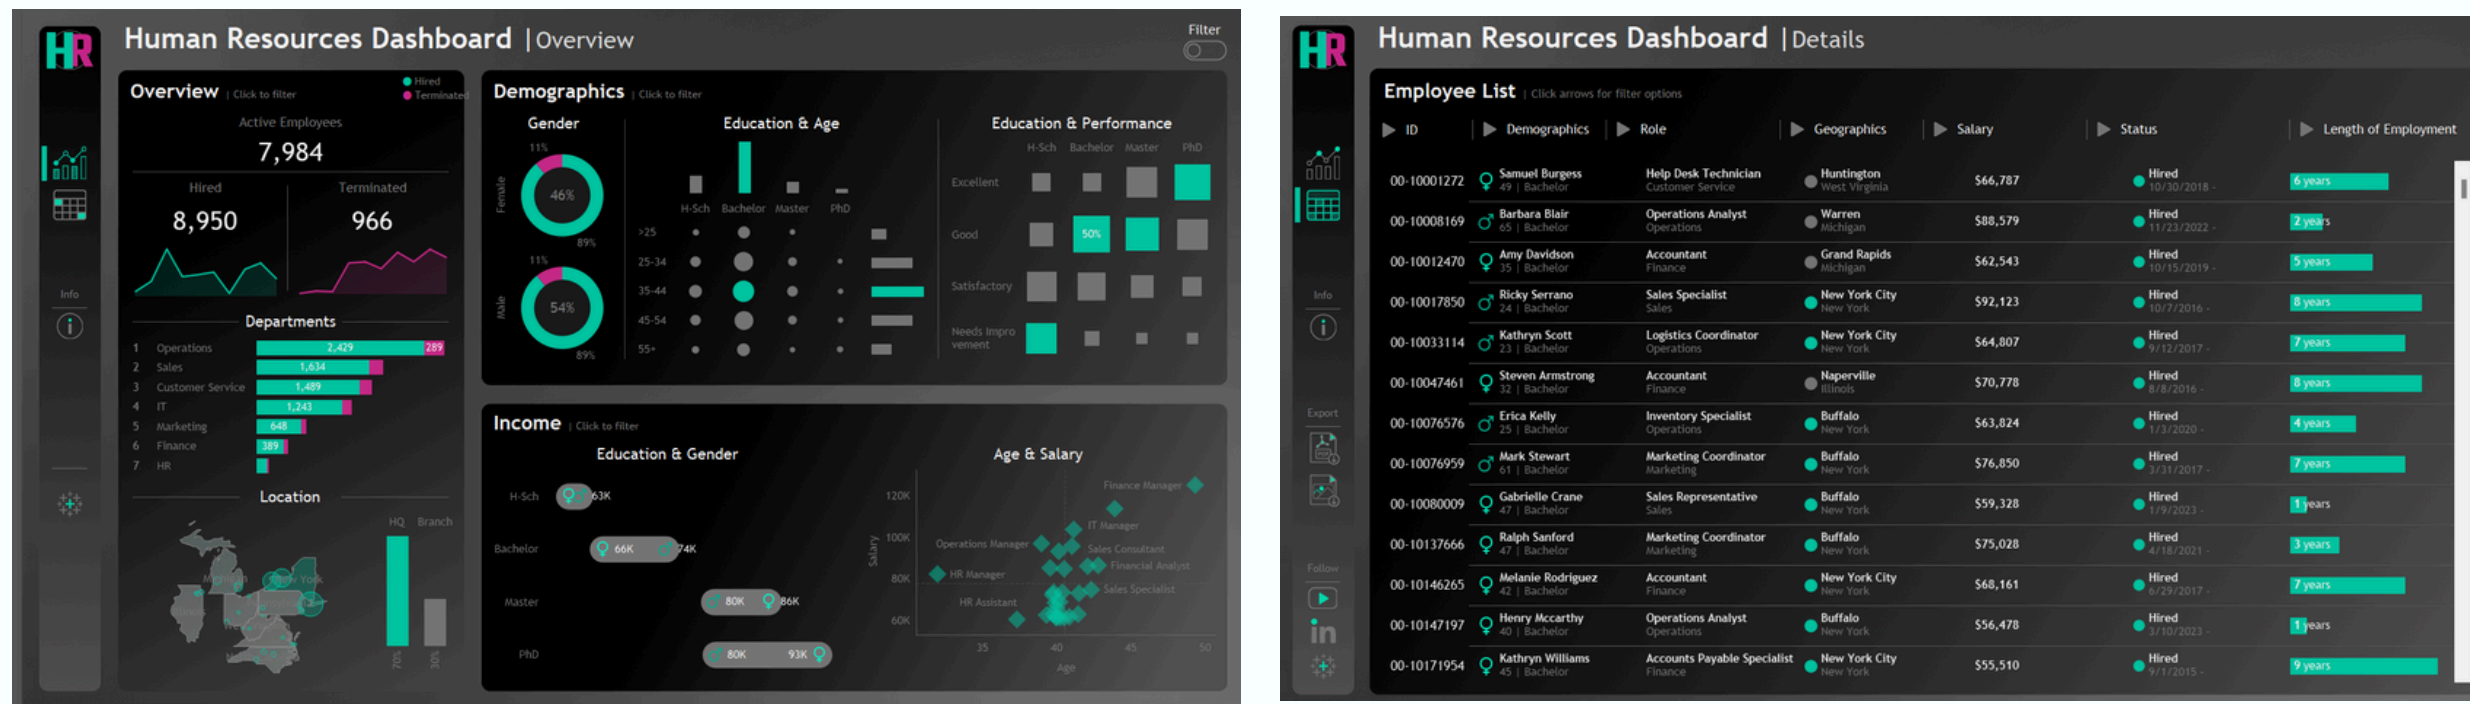 HR
Human Resources Dashboard | Overview
Filter
Overview | Click to filter
Hired
Terminated
Active Employees
7,984
Hired
8,950
Terminated
966
Departments
1 Operations 2,429 289
2 Sales 1,634
3 Customer Service 1,489
4 IT 1,243
5 Marketing 648
6 Finance 389
7 HR
Location
HQ Branch
Michigan
New York
Illinois
70% 30%
Info
Demographics | Click to filter
Gender
11%
Female
46%
89%
11%
Male
54%
89%
Education & Age
H-Sch Bachelor Master PhD
>25
25-34
35-44
45-54
55+
Education & Performance
H-Sch Bachelor Master PhD
Excellent
Good 50%
Satisfactory
Needs Impro
vement
Income | Click to filter
Education & Gender
H-Sch 63K
Bachelor 66K 74K
Master 80K 86K
PhD 80K 93K
Age & Salary
Salary
120K
100K
80K
60K
Finance Manager
IT Manager
Operations Manager
Sales Consultant
Financial Analyst
HR Manager
Sales Specialist
HR Assistant
35 40 45 50
Age
HR
Human Resources Dashboard | Details
Info
Export
Follow
in
Employee List | Click arrows for filter options
ID Demographics Role Geographics Salary Status Length of Employment
00-10001272 Samuel Burgess Help Desk Technician Huntington $66,787 Hired 6 years
49 | Bachelor Customer Service West Virginia 10/30/2018 -
00-10008169 Barbara Blair Operations Analyst Warren $88,579 Hired 2 years
65 | Bachelor Operations Michigan 11/23/2022 -
00-10012470 Amy Davidson Accountant Grand Rapids $62,543 Hired 5 years
35 | Bachelor Finance Michigan 10/15/2019 -
00-10017850 Ricky Serrano Sales Specialist New York City $92,123 Hired 8 years
24 | Bachelor Sales New York 10/7/2016 -
00-10033114 Kathryn Scott Logistics Coordinator New York City $64,807 Hired 7 years
23 | Bachelor Operations New York 9/12/2017 -
00-10047461 Steven Armstrong Accountant Naperville $70,778 Hired 8 years
32 | Bachelor Finance Illinois 8/8/2016 -
00-10076576 Erica Kelly Inventory Specialist Buffalo $63,824 Hired 4 years
25 | Bachelor Operations New York 1/3/2020 -
00-10076959 Mark Stewart Marketing Coordinator Buffalo $76,850 Hired 7 years
61 | Bachelor Marketing New York 3/31/2017 -
00-10080009 Gabrielle Crane Sales Representative Buffalo $59,328 Hired 1 years
47 | Bachelor Sales New York 1/9/2023 -
00-10137666 Ralph Sanford Marketing Coordinator Buffalo $75,028 Hired 3 years
47 | Bachelor Marketing New York 4/18/2021 -
00-10146265 Melanie Rodriguez Accountant New York City $68,161 Hired 7 years
42 | Bachelor Finance New York 6/29/2017 -
00-10147197 Henry Mccarthy Operations Analyst Buffalo $56,478 Hired 1 years
40 | Bachelor Operations New York 3/10/2023 -
00-10171954 Kathryn Williams Accounts Payable Specialist New York City $55,510 Hired 9 years
45 | Bachelor Finance New York 9/1/2015 -